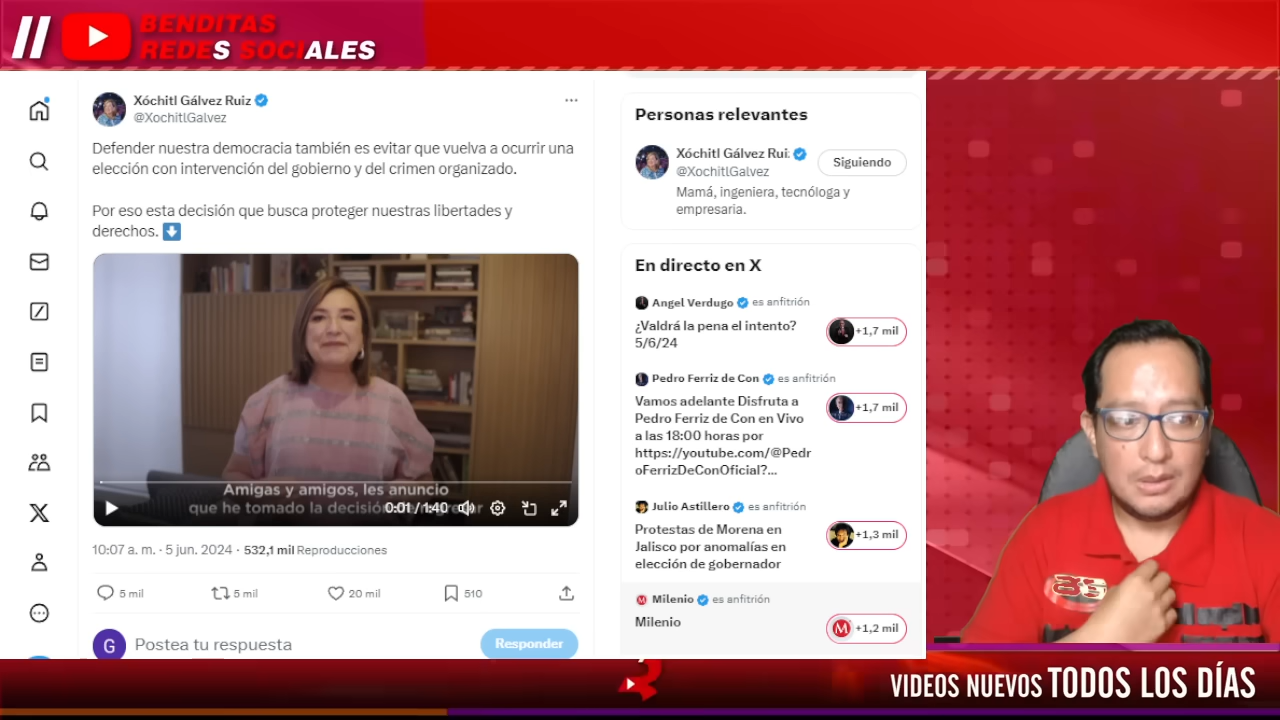 BENDITAS
REDES SOCIALES
Xóchitl Gálvez Ruiz
@XochitlGalvez
Defender nuestra democracia también es evitar que vuelva a ocurrir una
elección con intervención del gobierno y del crimen organizado.
Por eso esta decisión que busca proteger nuestras libertades y
derechos.
Amigas y amigos, les anuncio
que he tomado la decisión
0:01 / 1:40
10:07 a. m. · 5 jun. 2024 · 532,1 mil Reproducciones
5 mil
5 mil
20 mil
510
G
Postea tu respuesta
Responder
Personas relevantes
Xóchitl Gálvez Rui
@XochitlGalvez
Siguiendo
Mamá, ingeniera, tecnóloga y
empresaria.
En directo en X
Angel Verdugo es anfitrión
¿Valdrá la pena el intento?
5/6/24
+1,7 mil
Pedro Ferriz de Con es anfitrión
Vamos adelante Disfruta a
Pedro Ferriz de Con en Vivo
a las 18:00 horas por
https://youtube.com/@Pedr
oFerrizDeConOficial?...
+1,7 mil
Julio Astillero es anfitrión
Protestas de Morena en
Jalisco por anomalías en
elección de gobernador
+1,3 mil
Milenio es anfitrión
Milenio
M
+1,2 mil
VIDEOS NUEVOS TODOS LOS DÍAS